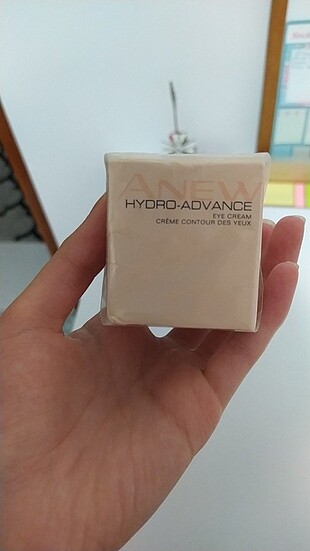 ANEW
HYDRO-ADVANCE
EYE CREAM
CRÈME CONTOUR DES YEUX